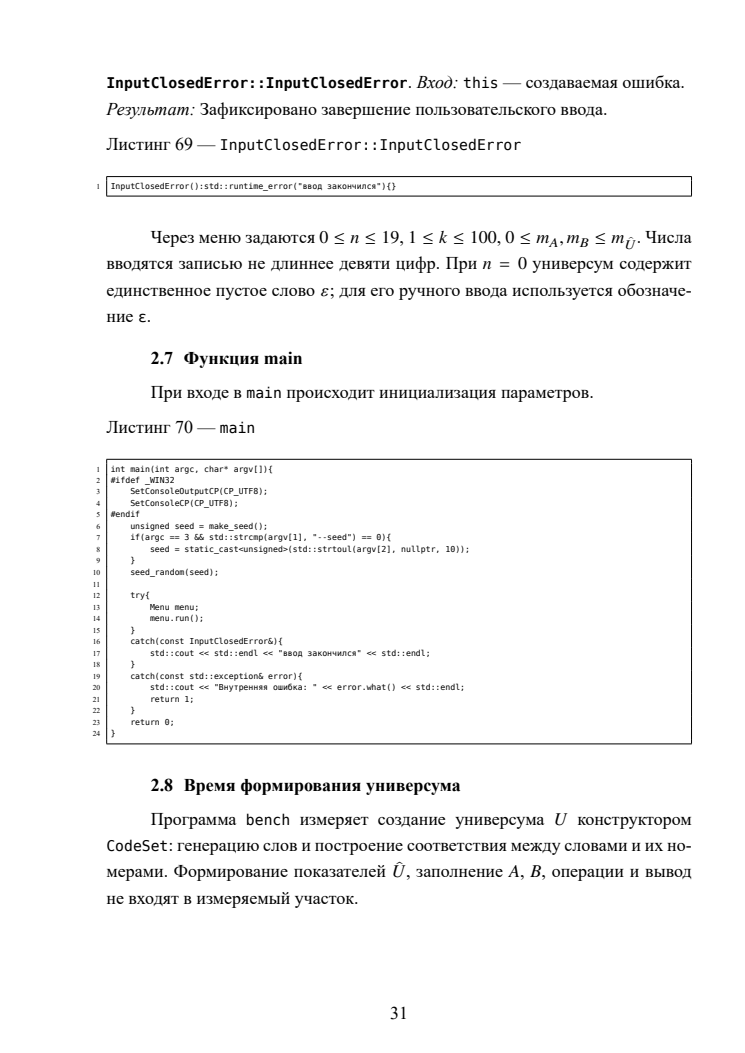 InputClosedError::InputClosedError. Вход: this — создаваемая ошибка.
Результат: Зафиксировано завершение пользовательского ввода.
Листинг 69 — InputClosedError::InputClosedError
1 InputClosedError():std::runtime_error("ввод закончился"){}
Через меню задаются 0 ≤ n ≤ 19, 1 ≤ k ≤ 100, 0 ≤ m_A, m_B ≤ m_Û. Числа
вводятся записью не длиннее девяти цифр. При n = 0 универсум содержит
единственное пустое слово ε; для его ручного ввода используется обозначе-
ние ε.
2.7 Функция main
При входе в main происходит инициализация параметров.
Листинг 70 — main
1 int main(int argc, char* argv[]){
2 #ifdef _WIN32
3     SetConsoleOutputCP(CP_UTF8);
4     SetConsoleCP(CP_UTF8);
5 #endif
6     unsigned seed = make_seed();
7     if(argc == 3 && std::strcmp(argv[1], "--seed") == 0){
8         seed = static_cast<unsigned>(std::strtoul(argv[2], nullptr, 10));
9     }
10     seed_random(seed);
11
12     try{
13         Menu menu;
14         menu.run();
15     }
16     catch(const InputClosedError&){
17         std::cout << std::endl << "ввод закончился" << std::endl;
18     }
19     catch(const std::exception& error){
20         std::cout << "Внутренняя ошибка: " << error.what() << std::endl;
21         return 1;
22     }
23     return 0;
24 }
2.8 Время формирования универсума
Программа bench измеряет создание универсума U конструктором
CodeSet: генерацию слов и построение соответствия между словами и их но-
мерами. Формирование показателей Û, заполнение A, B, операции и вывод
не входят в измеряемый участок.
31